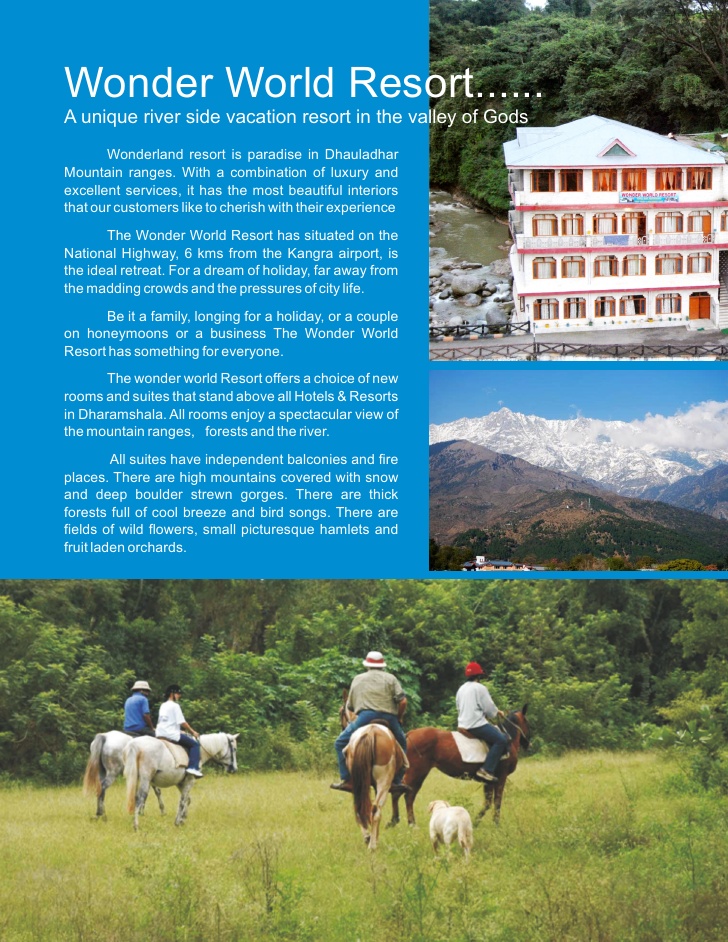 Wonder World Resort......
A unique river side vacation resort in the valley of Gods
Wonderland resort is paradise in Dhauladhar
Mountain ranges. With a combination of luxury and
excellent services, it has the most beautiful interiors
that our customers like to cherish with their experience
The Wonder World Resort has situated on the
National Highway, 6 kms from the Kangra airport, is
the ideal retreat. For a dream of holiday, far away from
the madding crowds and the pressures of city life.
Be it a family, longing for a holiday, or a couple
on honeymoons or a business The Wonder World
Resort has something for everyone.
The wonder world Resort offers a choice of new
rooms and suites that stand above all Hotels & Resorts
in Dharamshala. All rooms enjoy a spectacular view of
the mountain ranges, forests and the river.
All suites have independent balconies and fire
places. There are high mountains covered with snow
and deep boulder strewn gorges. There are thick
forests full of cool breeze and bird songs. There are
fields of wild flowers, small picturesque hamlets and
fruit laden orchards.
WONDER WORLD RESORT